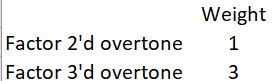 Weight
Factor 2'd overtone 1
Factor 3'd overtone 3